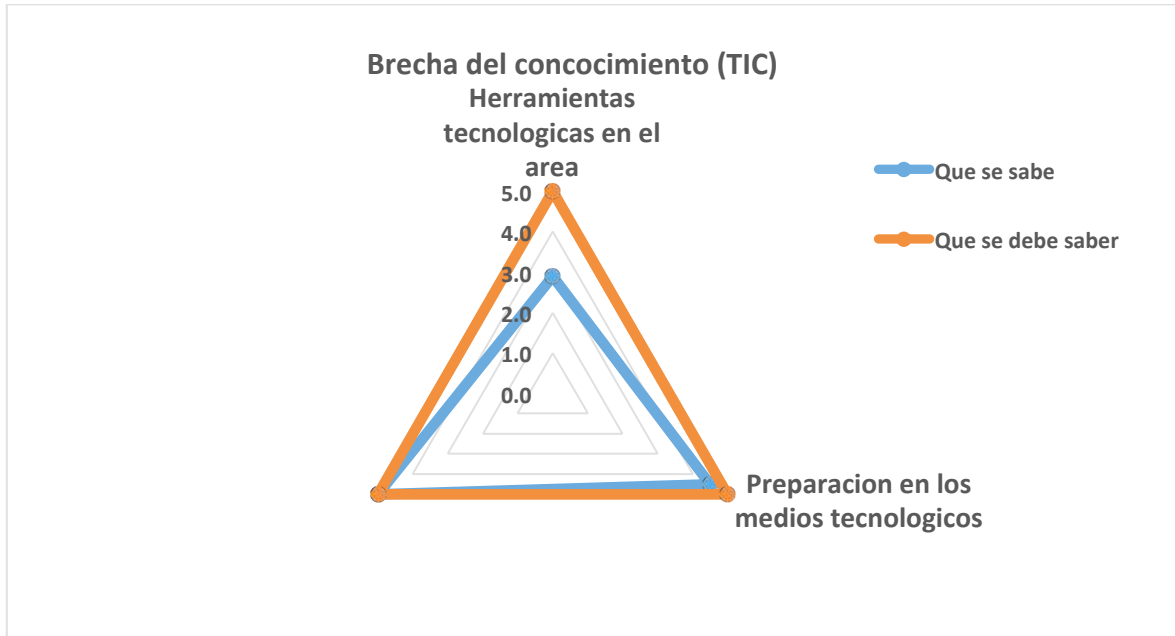 Brecha del concocimiento (TIC)
Herramientas
tecnologicas en el
area
Que se sabe
Que se debe saber
5.0
4.0
3.0
2.0
1.0
0.0
Preparacion en los
medios tecnologicos